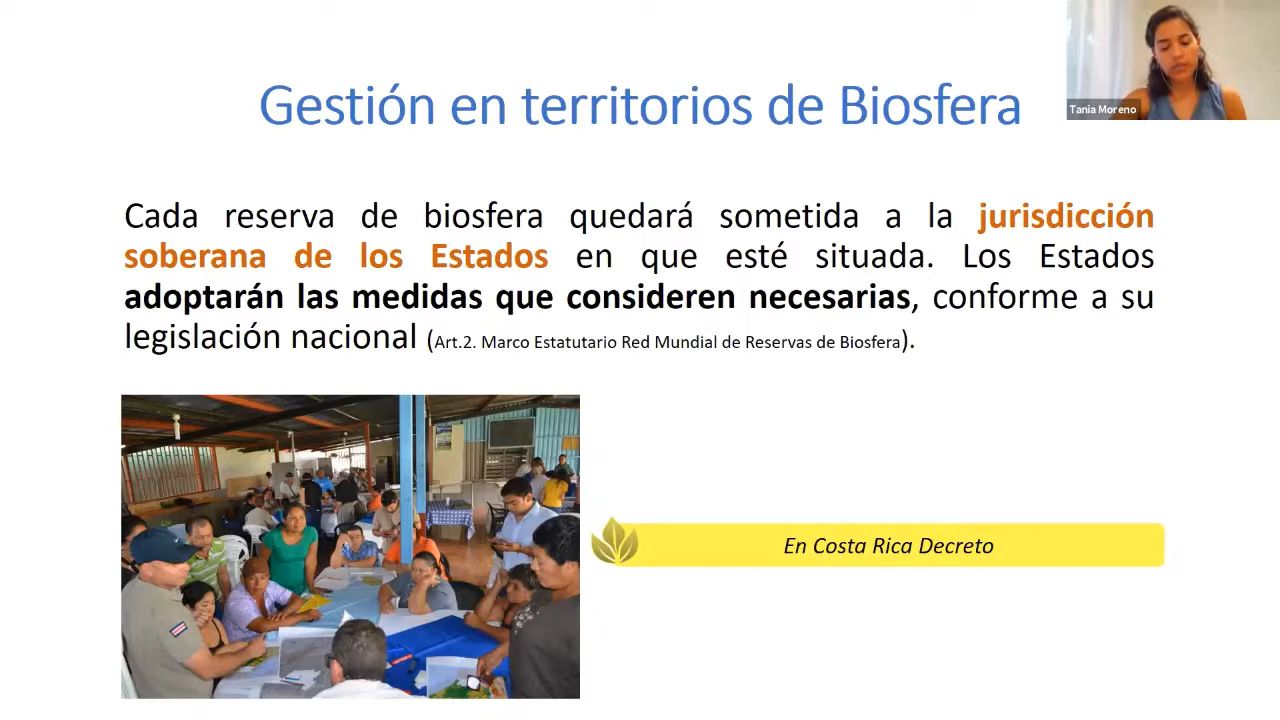 Gestión en territorios de Biosfera
Tania Moreno
Cada reserva de biosfera quedará sometida a la jurisdicción
soberana de los Estados en que esté situada. Los Estados
adoptarán las medidas que consideren necesarias, conforme a su
legislación nacional (Art.2. Marco Estatutario Red Mundial de Reservas de Biosfera).
En Costa Rica Decreto